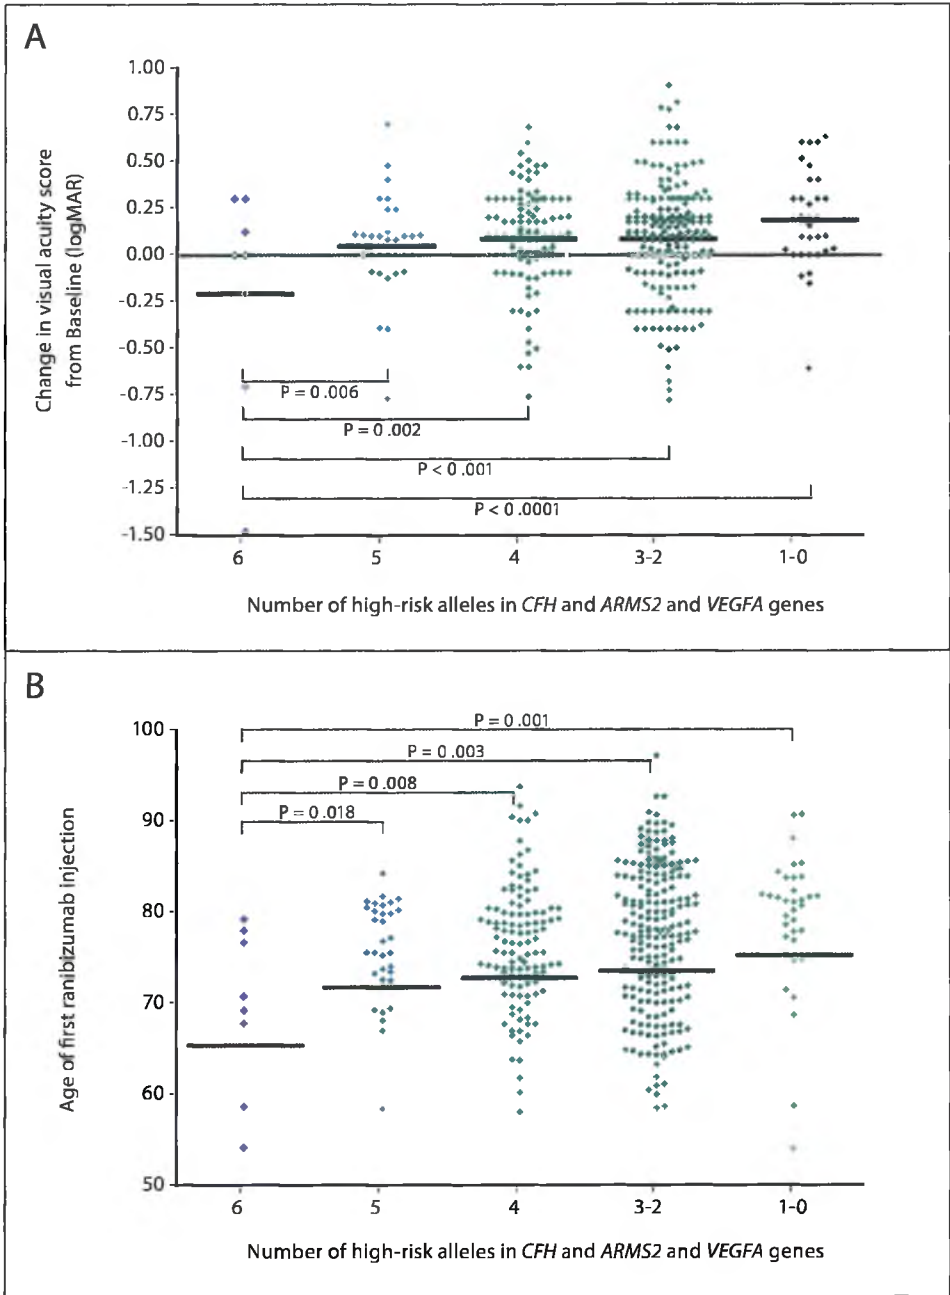 A
1.00
0.75
0.50
0.25
0.00
-0.25
-0.50
-0.75
-1.00
-1.25
-1.50
Change in visual acuity score
from Baseline (logMAR)
P = 0.006
P = 0.002
P < 0.001
P < 0.0001
6 5 4 3-2 1-0
Number of high-risk alleles in CFH and ARMS2 and VEGFA genes
B
100
90
80
70
60
50
Age of first ranibizumab injection
P = 0.001
P = 0.003
P = 0.008
P = 0.018
6 5 4 3-2 1-0
Number of high-risk alleles in CFH and ARMS2 and VEGFA genes